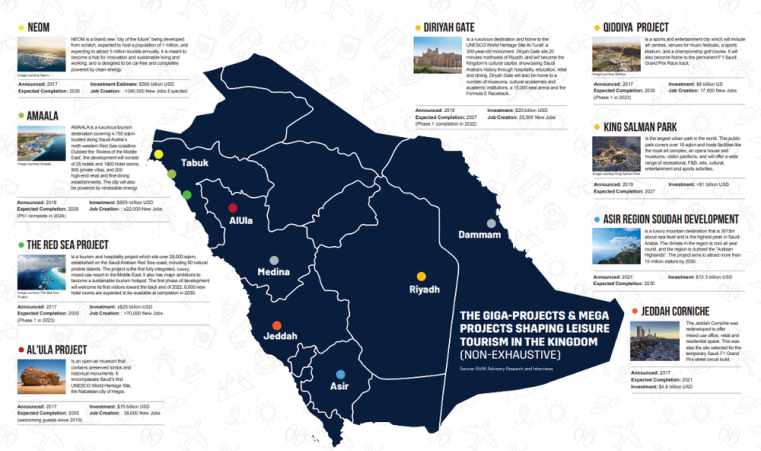 NEOM
NEOM is a brand new "city of the future" being developed
from scratch, expected to host a population of 1 million, and
expecting to attract 5 million tourists annually. It is meant to
become a hub for innovation and sustainable living and
working, and is designed to be car-free and completely
powered by clean-energy.
Announced: 2017
Expected Completion: 2030
Investment Estimate: $500 billion USD
Job Creation: >380,000 New Jobs Expected
AMAALA
AMAALA is a luxurious tourism
destination covering 4,155 sqkm
located along Saudi Arabia's
north-western Red Sea coastline.
Dubbed the 'Riviera of the Middle
East', the development will consist
of 25 hotels and 1800 hotel rooms,
900 private villas, and 200
high-end retail and fine-dining
establishments. The city will also
be powered by renewable energy.
Announced: 2018
Expected Completion: 2028
(Ph1 complete in 2024)
Investment:
Job Creation: ±22,000 New Jobs
THE RED SEA PROJECT
Is a tourism and hospitality project which sits over 28,000 sqkm,
established on the Saudi-Arabian Red Sea coast, including 90 natural
pristine islands. The project is the first fully integrated, luxury,
mixed-use resort in the Middle East. It also has major ambitions to
become a sustainable tourism hotspot. The first phase of development
will welcome its first visitors toward the back end of 2022. 8,000 new
hotel rooms are expected to be available at completion in 2030.
Announced: 2017
Expected Completion: 2030
(Phase 1 in 2023)
Investment: ±$25 billion USD
Job Creation: >70,000 New Jobs
AL'ULA PROJECT
Is an open-air museum that
contains preserved tombs and
historical monuments. It
encompasses Saudi's first
UNESCO World Heritage Site,
the Nabatean city of Hegra.
Announced: 2017
Expected Completion: 2035
(welcoming guests since 2019)
Investment: $15 billion USD
Job Creation: 38,000 New Jobs
DIRIYAH GATE
Is a luxurious destination and home to the
UNESCO World Heritage Site At-Turaif, a
300-year-old monument. Diriyah Gate sits 20
minutes northwest of Riyadh, and will become the
Kingdom's cultural capital, showcasing Saudi
Arabia's history through hospitality, education, retail
and dining. Diriyah Gate will also be home to a
number of museums, cultural academies and
academic institutions, a 15,000 seat arena and the
Formula E Racetrack.
Announced: 2019
Expected Completion: 2027
(Phase 1 completion in 2022)
Investment: $20 billion USD
Job Creation: 55,000 New Jobs
QIDDIYA PROJECT
Is a sports and entertainment city which will include
art centres, venues for music festivals, a sports
stadium, and a championship golf course. It will
also become home to the permanent F1 Saudi
Grand Prix Race track.
Announced: 2017
Expected Completion: 2030
(Phase 1 in 2023)
Investment: $8 billion US
Job Creation: 17,000 New Jobs
KING SALMAN PARK
Is the largest urban park in the world. This public
park covers over 16 sqkm and hosts facilities like
the royal art complex, an opera house and
museums, visitor pavilions, and will offer a wide
range of recreational, F&B, arts, cultural,
entertainment and sports activities.
Announced: 2019
Expected Completion: 2027
Investment: >$1 billion USD
ASIR REGION SOUDAH DEVELOPMENT
Is a luxury mountain destination that is 3015m
above sea level and is the highest peak in Saudi
Arabia. The climate in the region is cool all year
round, and the region is dubbed the "Arabian
Highlands". The project aims to attract more than
10 million visitors by 2030.
Announced: 2021
Expected Completion: 2030
Investment: $13.3 billion USD
JEDDAH CORNICHE
The Jeddah Corniche was
redeveloped to offer
mixed-use office, retail and
residential space. This was
also the site selected for the
temporary Saudi F1 Grand
Prix street circuit build.
Announced: 2017
Expected Completion: 2021
Investment: $4.8 billion USD
Tabuk
AlUla
Medina
Jeddah
Asir
Riyadh
Dammam
THE GIGA-PROJECTS & MEGA
PROJECTS SHAPING LEISURE
TOURISM IN THE KINGDOM
(NON-EXHAUSTIVE)
Advisory Research and Interviews